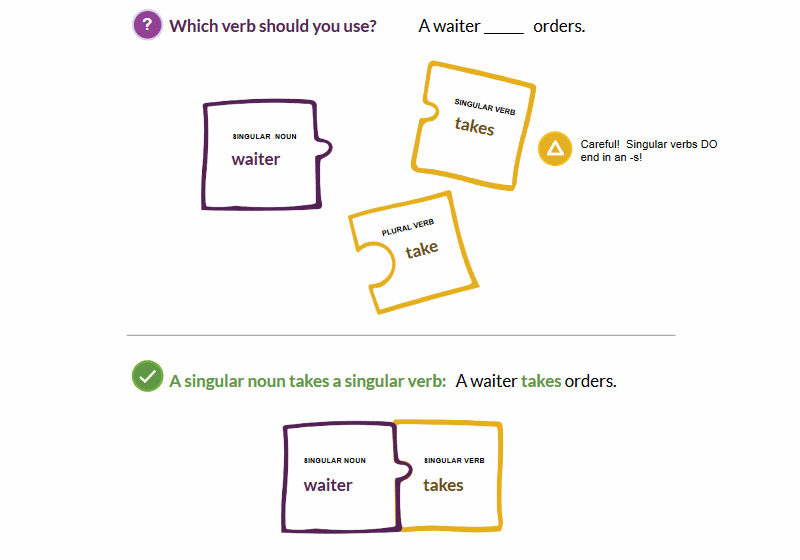 ? Which verb should you use? A waiter _____ orders.
SINGULAR VERB
takes
SINGULAR NOUN
waiter
Careful! Singular verbs DO
end in an -s!
PLURAL VERB
take
A singular noun takes a singular verb: A waiter takes orders.
SINGULAR NOUN SINGULAR VERB
waiter takes